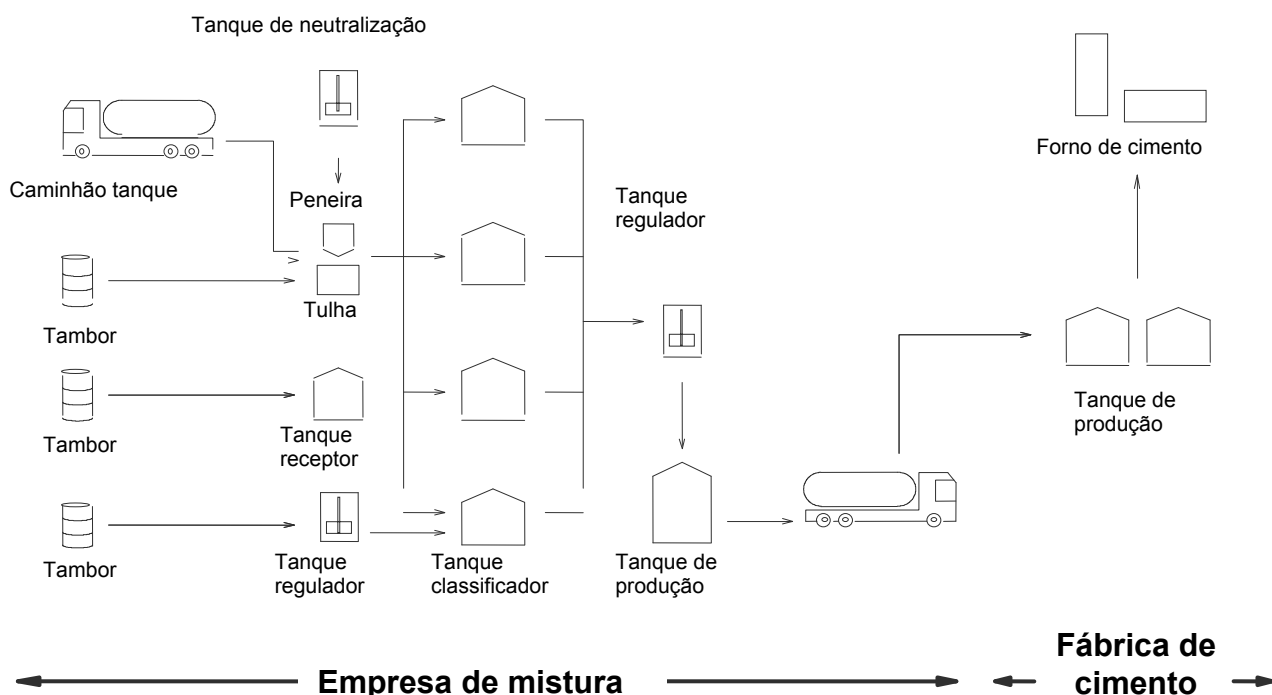 Tanque de neutralização
Caminhão tanque
Peneira
Tulha
Tambor
Tambor
Tanque
receptor
Tambor
Tanque
regulador
Tanque
classificador
Tanque
regulador
Tanque de
produção
Forno de cimento
Tanque de
produção
Empresa de mistura
Fábrica de
cimento